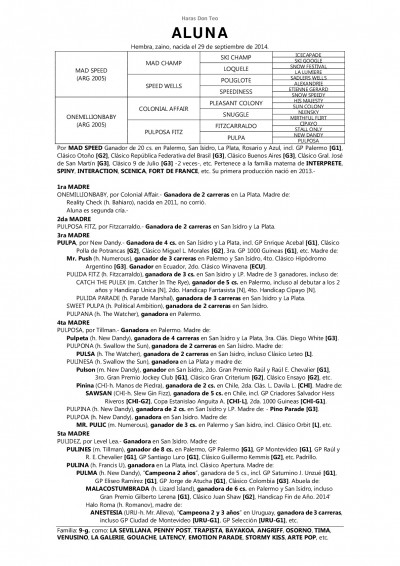 Haras Don Teo
ALUNA
Hembra, zaino, nacida el 29 de septiembre de 2014.
MAD SPEED (ARG 2005)
MAD CHAMP
SKI CHAMP
ICECAPADE
SKI GOOGLE
LOQUELE
SNOW FESTIVAL
LA LUMIERE
SPEED WELLS
POLIGLOTE
SADLERS WELLS
ALEXANDRIE
SPEEDINESS
ETIENNE GERARD
SNOW SPEEDY
ONEMILLIONBABY (ARG 2005)
COLONIAL AFFAIR
PLEASANT COLONY
HIS MAJESTY
SUN COLONY
SNUGGLE
NIJINSKY
MIRTHFUL FLIRT
PULPOSA FITZ
FITZCARRALDO
CIPAYO
STALL ONLY
PULPA
NEW DANDY
PULPOSA
Por MAD SPEED Ganador de 20 cs. en Palermo, San Isidro, La Plata, Rosario y Azul, incl. GP Palermo [G1],
Clásico Otoño [G2], Clásico República Federativa del Brasil [G3], Clásico Buenos Aires [G3], Clásico Gral. José
de San Martín [G3], Clásico 9 de Julio [G3] -2 veces-, etc. Pertenece a la familia materna de INTERPRETE,
SPINY, INTERACTION, SCENICA, FORT DE FRANCE, etc. Su primera producción nació en 2013.-
1ra MADRE
ONEMILLIONBABY, por Colonial Affair.- Ganadora de 2 carreras en La Plata. Madre de:
Reality Check (h. Bahiaro), nacida en 2011, no corrió.
Aluna es segunda cría.-
2da MADRE
PULPOSA FITZ, por Fitzcarraldo.- Ganadora de 2 carreras en San Isidro y La Plata.
3ra MADRE
PULPA, por New Dandy.- Ganadora de 4 cs. en San Isidro y La Plata, incl. GP Enrique Acebal [G1], Clásico
Polla de Potrancas [G2], Clásico Miguel L. Morales [G2], 3ra. GP 1000 Guineas [G1], etc. Madre de:
Mr. Push (h. Numerous), ganador de 3 carreras en Palermo y San Isidro, 4to. Clásico Hipódromo
Argentino [G3]. Ganador en Ecuador, 2do. Clásico Winavana [ECU].
PULIDA FITZ (h. Fitzcarraldo), ganadora de 3 cs. en San Isidro y LP. Madre de 3 ganadores, incluso de:
CATCH THE PULEX (m. Catcher In The Rye), ganador de 5 cs. en Palermo, incluso al debutar a los 2
años y Handicap Unica [N], 2do. Handicap Fantasista [N], 4to. Handicap Cipayo [N].
PULIDA PARADE (h. Parade Marshal), ganadora de 3 carreras en San Isidro y La Plata.
SWEET PULPA (h. Political Ambition), ganadora de 2 carreras en San Isidro.
PULPANA (h. The Watcher), ganadora en Palermo.
4ta MADRE
PULPOSA, por Tillman.- Ganadora en Palermo. Madre de:
Pulpeta (h. New Dandy), ganadora de 4 carreras en San Isidro y La Plata, 3ra. Clás. Diego White [G3].
PULPONA (h. Swallow the Sun), ganadora de 2 carreras en San Isidro. Madre de:
PULSA (h. The Watcher), ganadora de 2 carreras en San Isidro, incluso Clásico Leteo [L].
PULINESA (h. Swallow the Sun), ganadora en La Plata y madre de:
Pulson (m. New Dandy), ganador en San Isidro, 2do. Gran Premio Raúl y Raúl E. Chevalier [G1],
3ro. Gran Premio Jockey Club [G1], Clásico Gran Criterium [G2], Clásico Ensayo [G2], etc.
Pinina (CHI-h. Manos de Piedra), ganadora de 2 cs. en Chile, 2da. Clás. L. Davila L. [CHI]. Madre de:
SAWSAN (CHI-h. Slew Gin Fizz), ganadora de 5 cs. en Chile, incl. GP Criadores Salvador Hess
Riveros [CHI-G2], Copa Estanislao Anguita A. [CHI-L], 2da. 1000 Guineas [CHI-G1].
PULPINA (h. New Dandy), ganadora de 2 cs. en San Isidro y LP. Madre de: - Pino Parade [G3].
PULPOTA (h. New Dandy), ganadora en San Isidro. Madre de:
MR. PULIC (m. Numerous), ganador de 3 cs. en Palermo y San Isidro, incl. Clásico Orbit [L], etc.
5ta MADRE
PULIDEZ, por Level Lea.- Ganadora en San Isidro. Madre de:
PULINES (m. Tillman), ganador de 8 cs. en Palermo, GP Palermo [G1], GP Montevideo [G1], GP Raúl y
R. E. Chevalier [G1], GP Santiago Luro [G1], Clásico Guillermo Kemmis [G2], etc. Padrillo.
PULINA (h. Francis U), ganadora en La Plata, incl. Clásico Apertura. Madre de:
PULMA (h. New Dandy), "Campeona 2 años", ganadora de 5 cs., incl. GP Saturnino J. Unzué [G1],
GP Eliseo Ramírez [G1], GP Jorge de Atucha [G1], Clásico Colombia [G3]. Abuela de:
MALACOSTUMBRADA (h. Lizard Island), ganadora de 6 cs. en Palermo y San Isidro, incluso
Gran Premio Gilberto Lerena [G1], Clásico Juan Shaw [G2], Handicap Fin de Año, 2014
Halo Roma (h. Romanov), madre de:
ANESTESIA (URU-h. Mr. Alleva), "Campeona 2 y 3 años" en Uruguay, ganadora de 3 carreras,
incluso GP Ciudad de Montevideo [URU-G1], GP Selección [URU-G1], etc.
Familia: 9-g, como: LA SEVILLANA, PENNY POST, TRAPISTA, BAYAKOA, ANGRIFF, OSORNO, TIMA,
VENUSINO, LA GALERIE, GOUACHE, LATENCY, EMOTION PARADE, STORMY KISS, ARTE POP, etc.